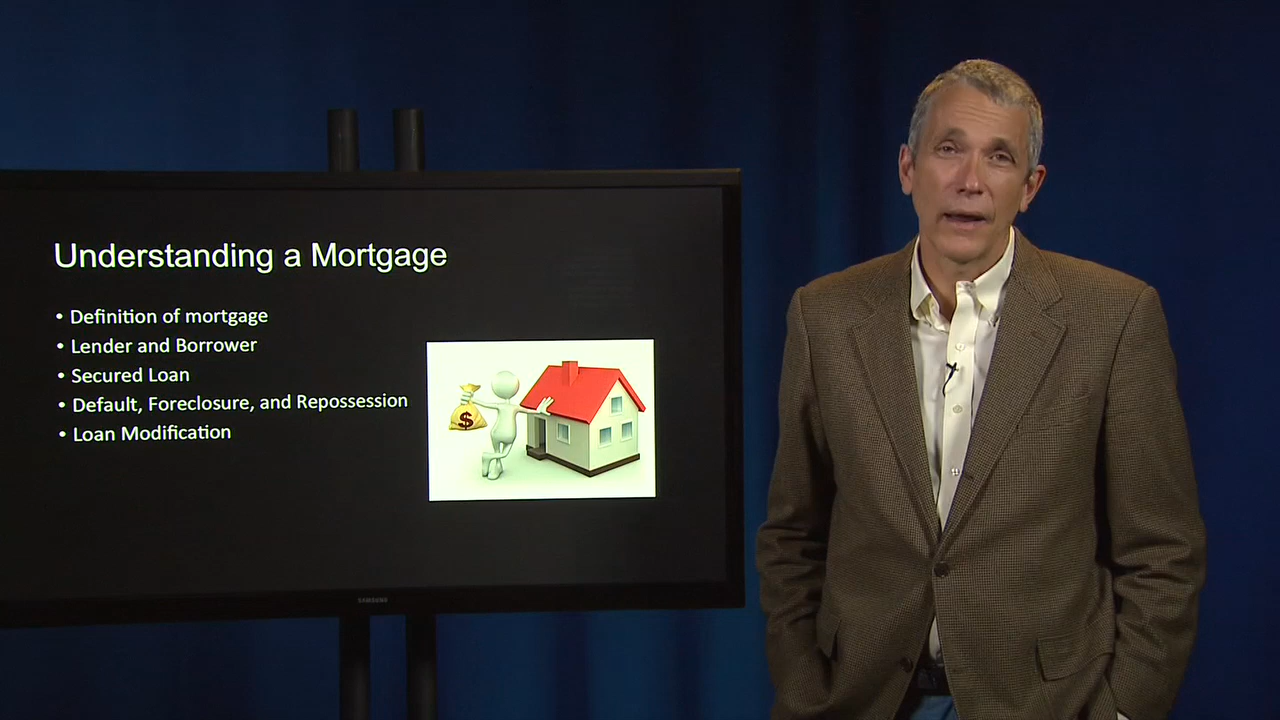 Understanding a Mortgage
• Definition of mortgage
• Lender and Borrower
• Secured Loan
• Default, Foreclosure, and Repossession
• Loan Modification
$
SAMSUNG